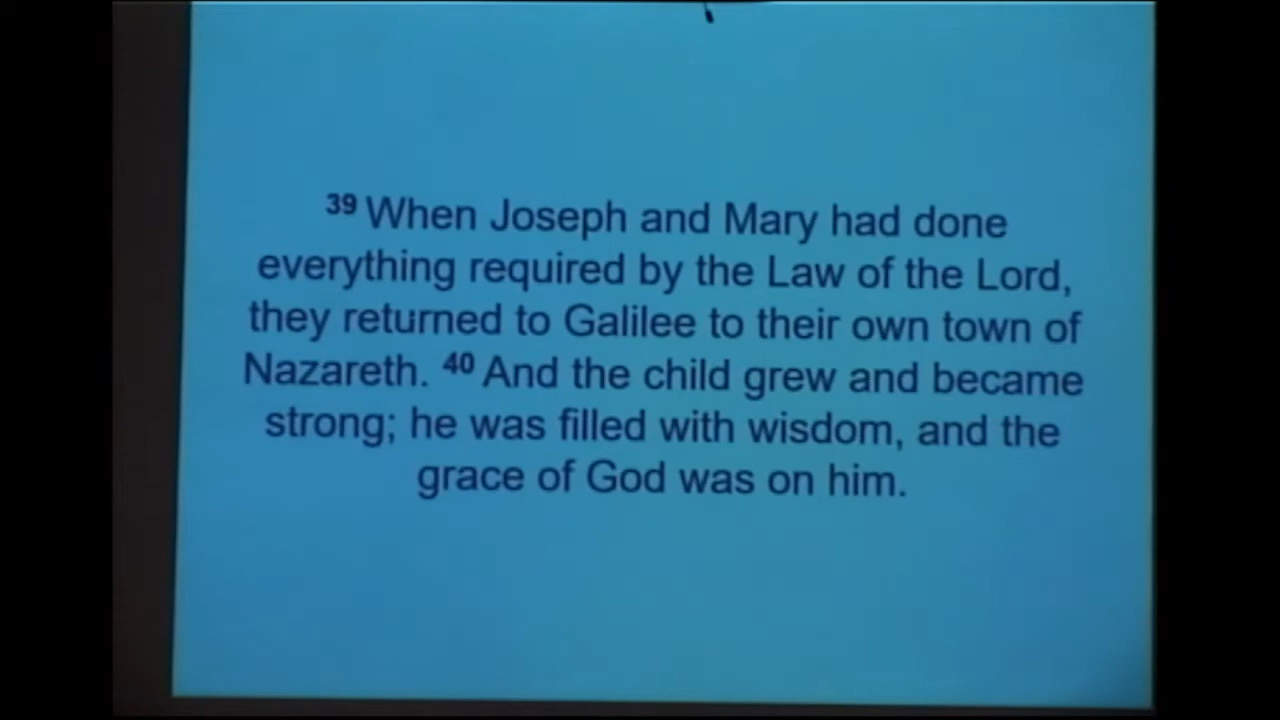 39 When Joseph and Mary had done
everything required by the Law of the Lord,
they returned to Galilee to their own town of
Nazareth. 40 And the child grew and became
strong; he was filled with wisdom, and the
grace of God was on him.